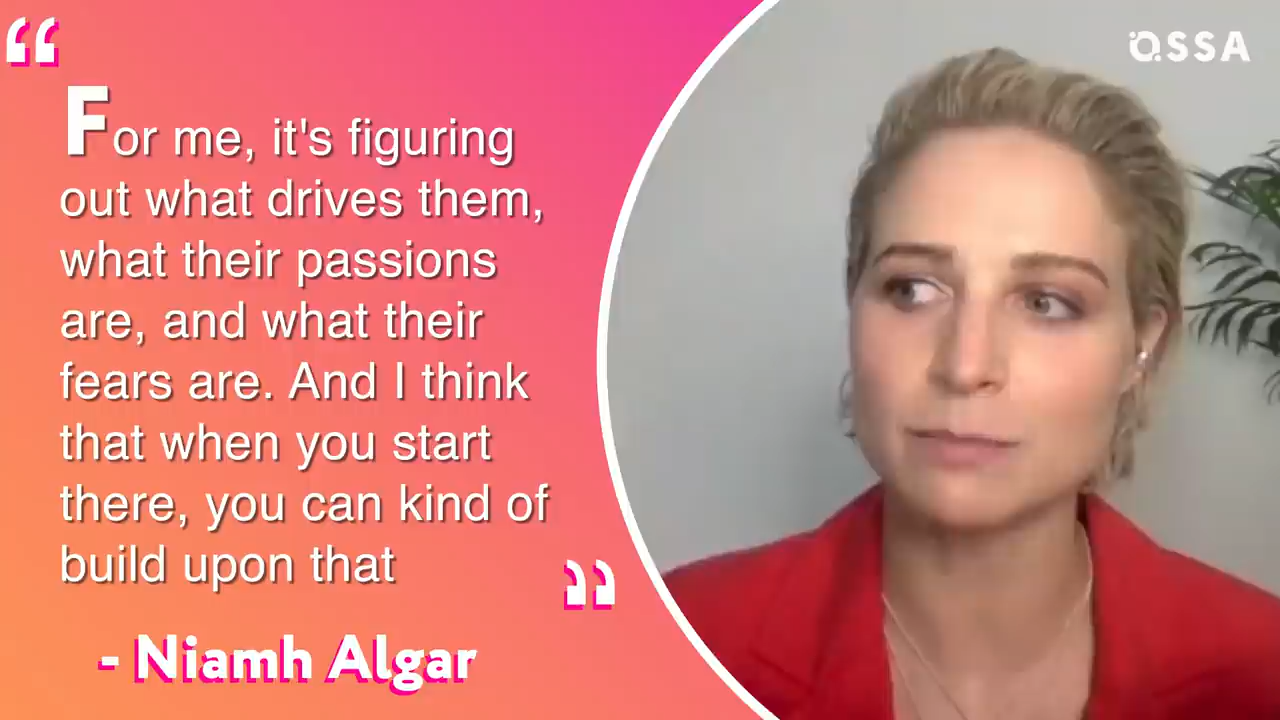 “
For me, it's figuring
out what drives them,
what their passions
are, and what their
fears are. And I think
that when you start
there, you can kind of
build upon that
”
- Niamh Algar
QSSA